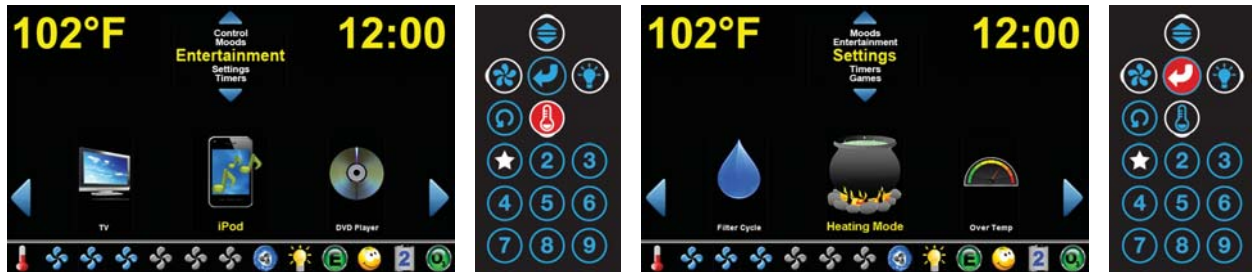 102°F
Control
Moods
Entertainment
Settings
Timers
12:00
TV
iPod
DVD Player
E
2
O₃
2 3
4 5 6
7 8 9
102°F
Moods
Entertainment
Settings
Timers
Games
12:00
Filter Cycle
Heating Mode
Over Temp
E
2
O₃
2 3
4 5 6
7 8 9